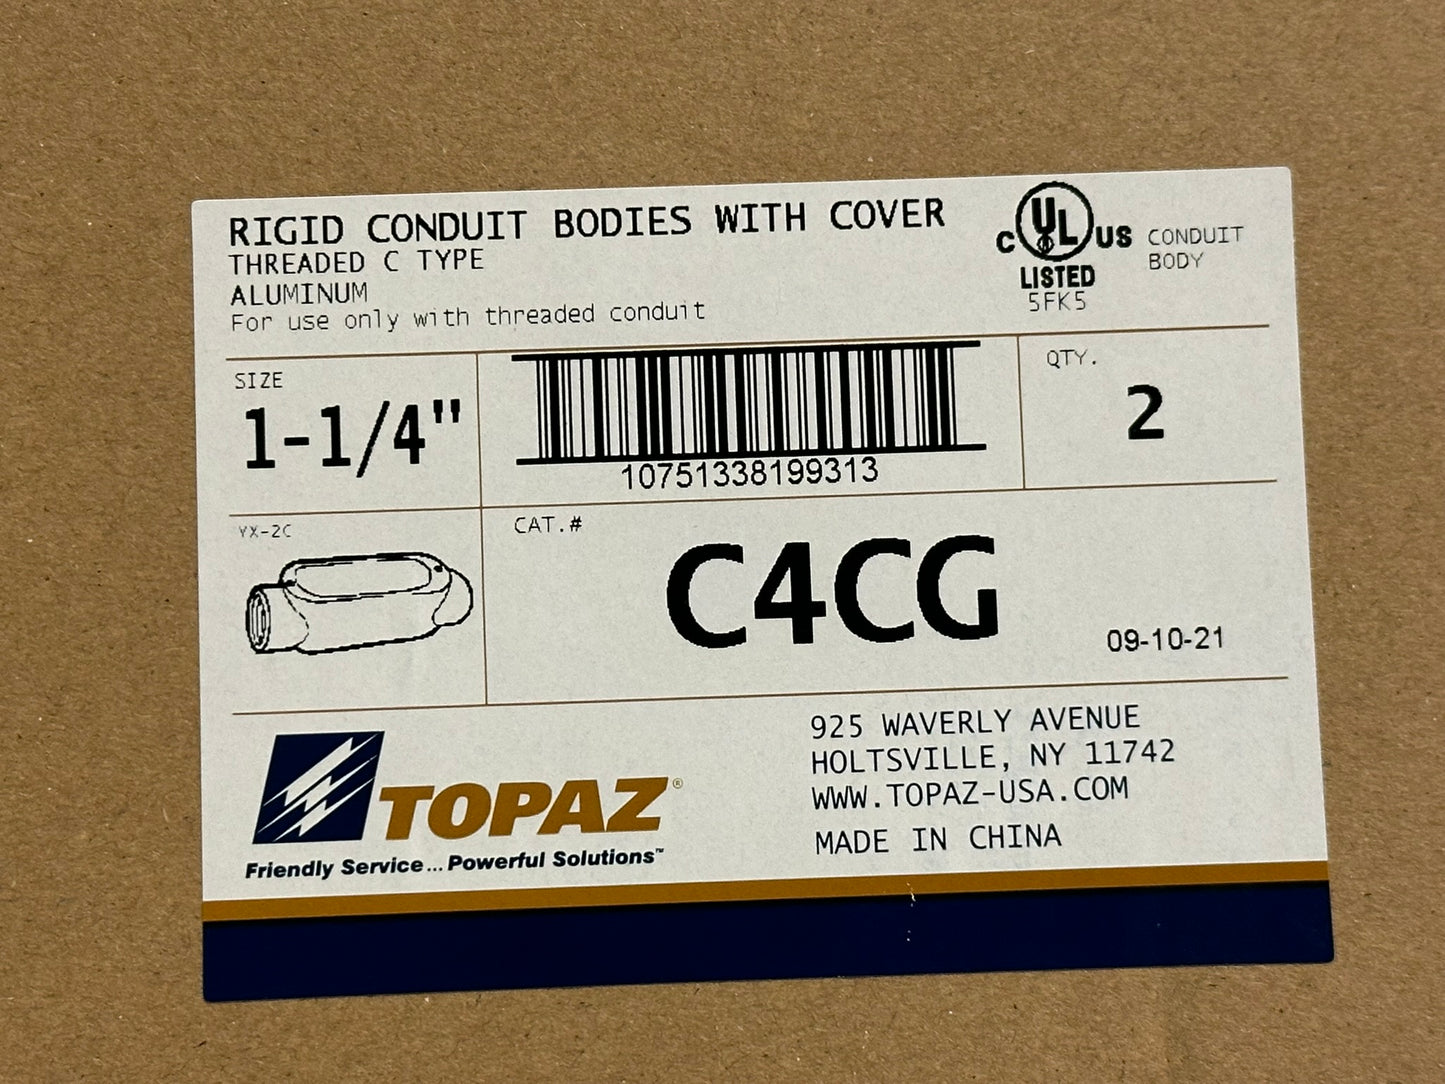 RIGID CONDUIT BODIES WITH COVER
THREADED C TYPE
ALUMINUM
For use only with threaded conduit
C UL US
LISTED
5FK5
CONDUIT
BODY
SIZE
1-1/4"
10751338199313
QTY.
2
YX-2C
CAT.#
C4CG
09-10-21
TOPAZ®
Friendly Service... Powerful Solutions™
925 WAVERLY AVENUE
HOLTSVILLE, NY 11742
WWW.TOPAZ-USA.COM
MADE IN CHINA